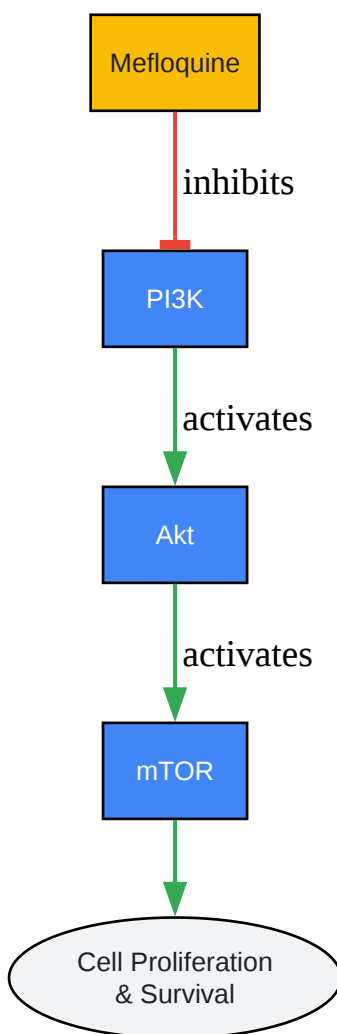 Mefloquine
inhibits
PI3K
activates
Akt
activates
mTOR
Cell Proliferation
& Survival